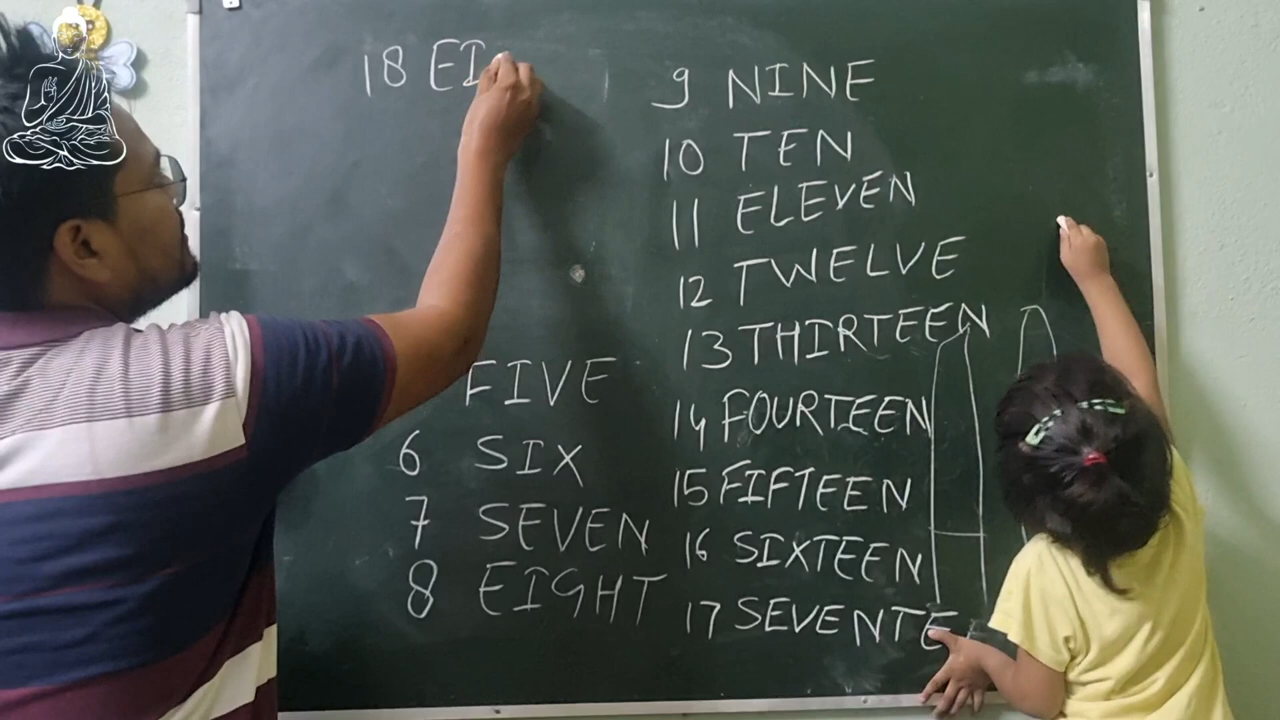 18 EI
FIVE
6 SIX
7 SEVEN
8 EIGHT
9 NINE
10 TEN
11 ELEVEN
12 TWELVE
13 THIRTEEN
14 FOURTEEN
15 FIFTEEN
16 SIXTEEN
17 SEVENTE